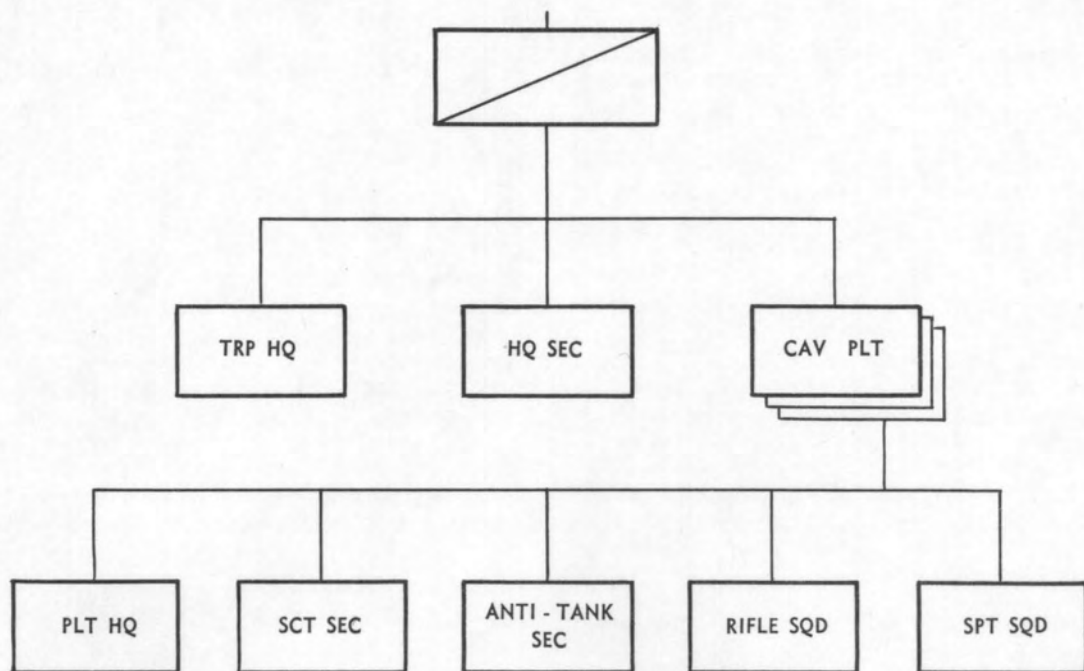 TRP HQ
HQ SEC
CAV PLT
PLT HQ
SCT SEC
ANTI - TANK
SEC
RIFLE SQD
SPT SQD